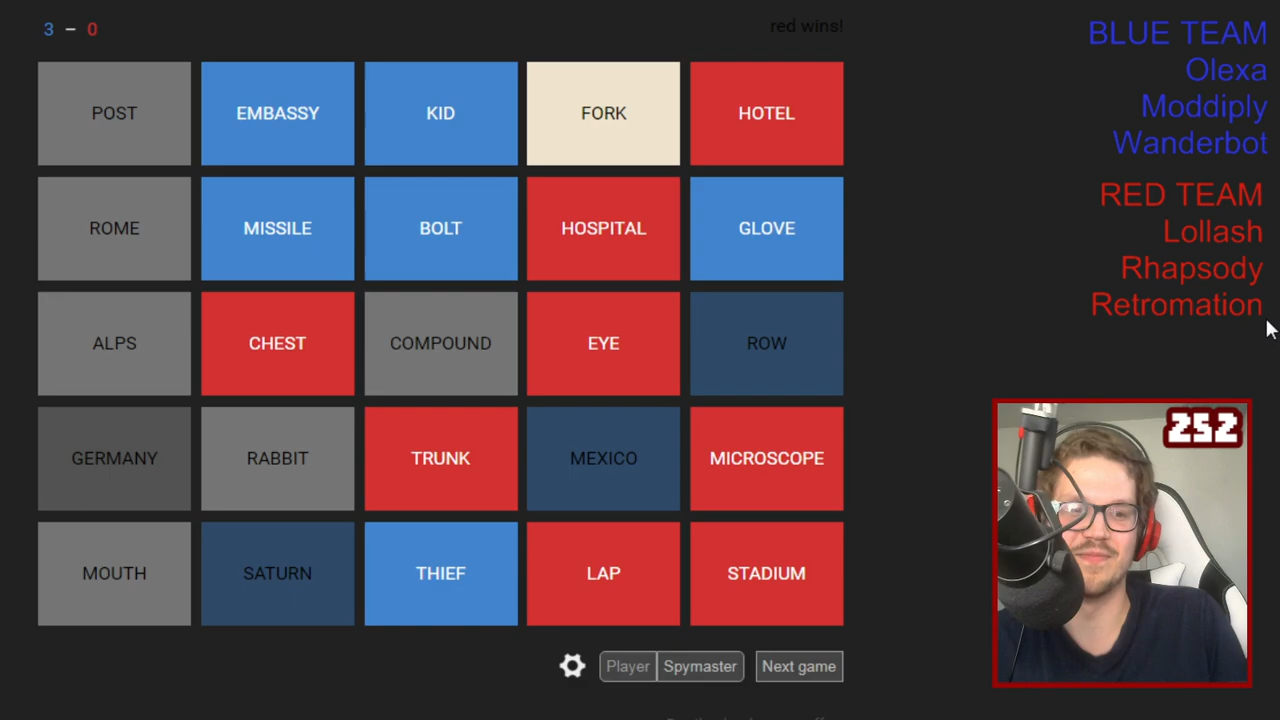 3 – 0
red wins!
POST EMBASSY KID FORK HOTEL
ROME MISSILE BOLT HOSPITAL GLOVE
ALPS CHEST COMPOUND EYE ROW
GERMANY RABBIT TRUNK MEXICO MICROSCOPE
MOUTH SATURN THIEF LAP STADIUM
Player Spymaster Next game
BLUE TEAM
Olexa
Moddiply
Wanderbot
RED TEAM
Lollash
Rhapsody
Retromation
252